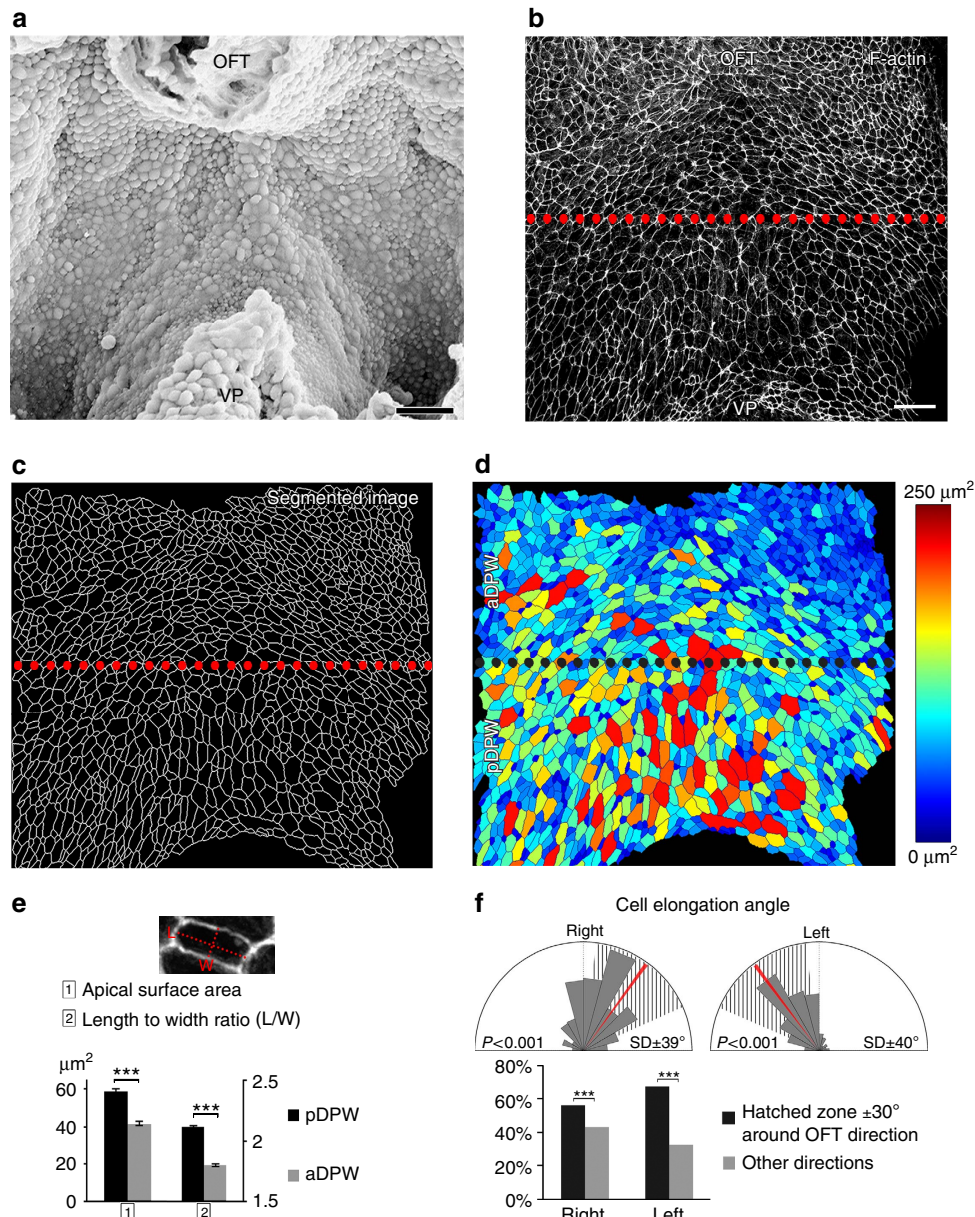 a
OFT
VP
b
OFT
F-actin
VP
c
Segmented image
d
aDPW
pDPW
250 μm²
0 μm²
e
L
W
1 Apical surface area
2 Length to width ratio (L/W)
μm²
60
40
20
0
***
***
2.5
2
1.5
1
2
pDPW
aDPW
f
Cell elongation angle
Right
Left
P<0.001
SD±39°
P<0.001
SD±40°
80%
60%
40%
20%
0%
***
***
Right
Left
Hatched zone ±30°
around OFT direction
Other directions